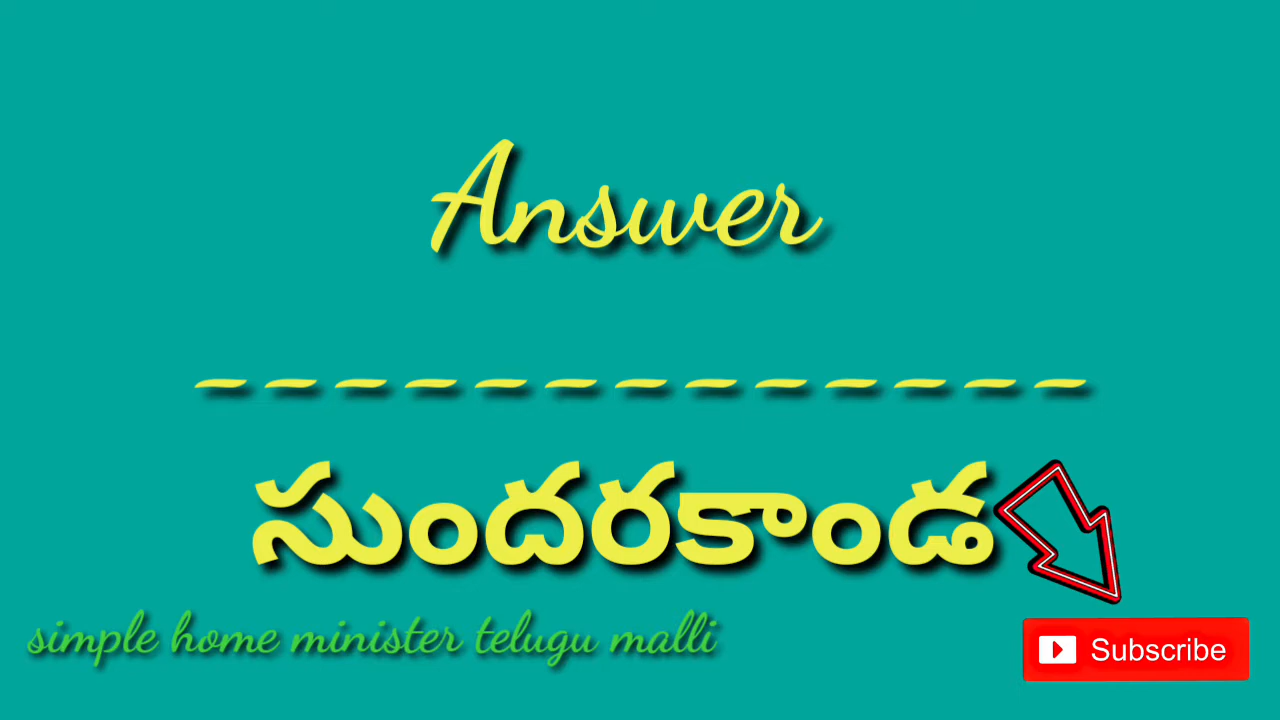 Answer
--------------
సుందరకాండ
simple home minister telugu malli
Subscribe